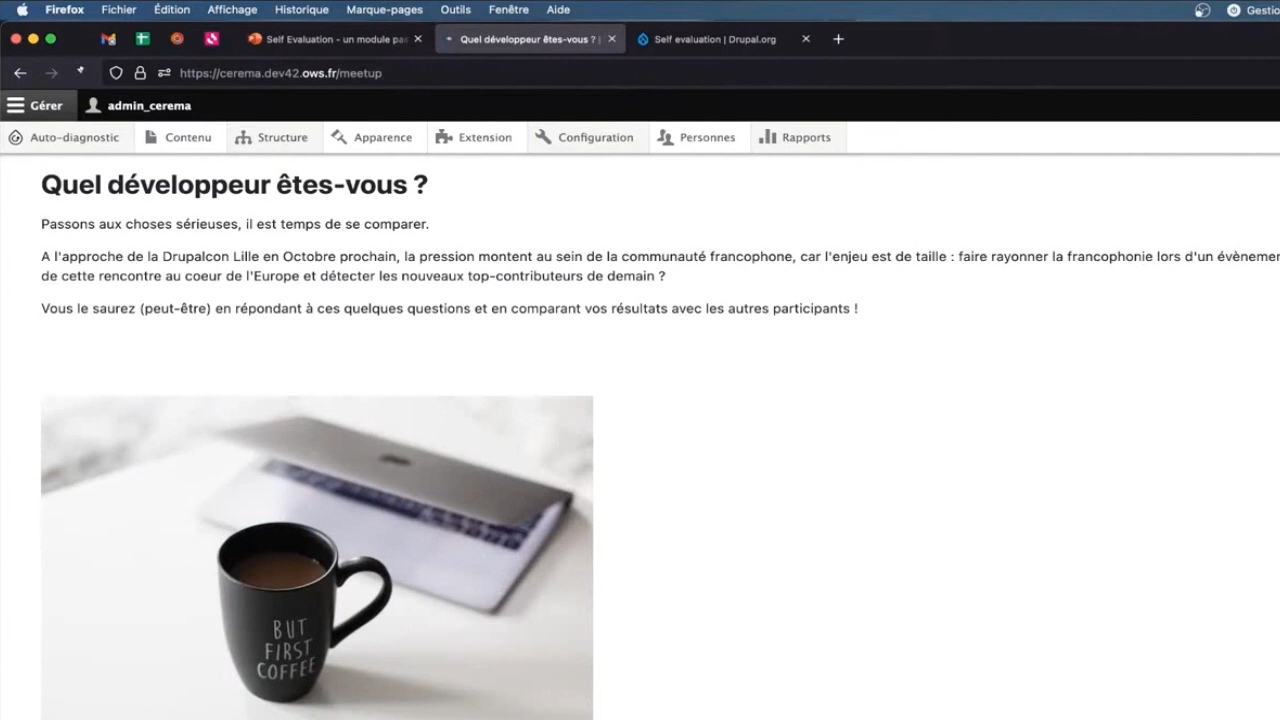 Firefox Fichier Édition Affichage Historique Marque-pages Outils Fenêtre Aide Gestio
Self Evaluation - un module pas Quel développeur êtes-vous ? | Self evaluation | Drupal.org
https://cerema.dev42.ows.fr/meetup
Gérer admin_cerema
Auto-diagnostic Contenu Structure Apparence Extension Configuration Personnes Rapports
Quel développeur êtes-vous ?
Passons aux choses sérieuses, il est temps de se comparer.
A l'approche de la Drupalcon Lille en Octobre prochain, la pression montent au sein de la communauté francophone, car l'enjeu est de taille : faire rayonner la francophonie lors d'un évènemer
de cette rencontre au coeur de l'Europe et détecter les nouveaux top-contributeurs de demain ?
Vous le saurez (peut-être) en répondant à ces quelques questions et en comparant vos résultats avec les autres participants !
BUT
FIRST
COFFEE